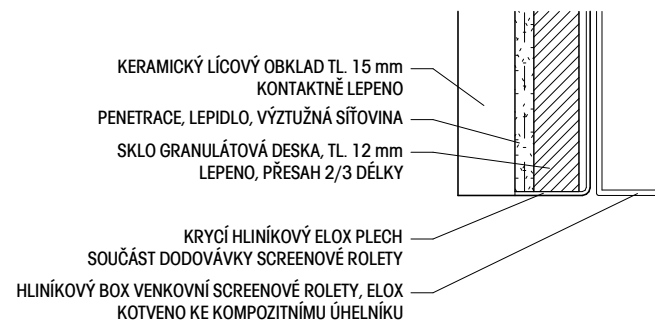 KERAMICKÝ LÍCOVÝ OBKLAD TL. 15 mm
KONTAKTNĚ LEPENO
PENETRACE, LEPIDLO, VÝZTUŽNÁ SÍŤOVINA
SKLO GRANULÁTOVÁ DESKA, TL. 12 mm
LEPENO, PŘESAH 2/3 DÉLKY
KRYCÍ HLINÍKOVÝ ELOX PLECH
SOUČÁST DODOVÁVKY SCREENOVÉ ROLETY
HLINÍKOVÝ BOX VENKOVNÍ SCREENOVÉ ROLETY, ELOX
KOTVENO KE KOMPOZITNÍMU ÚHELNÍKU